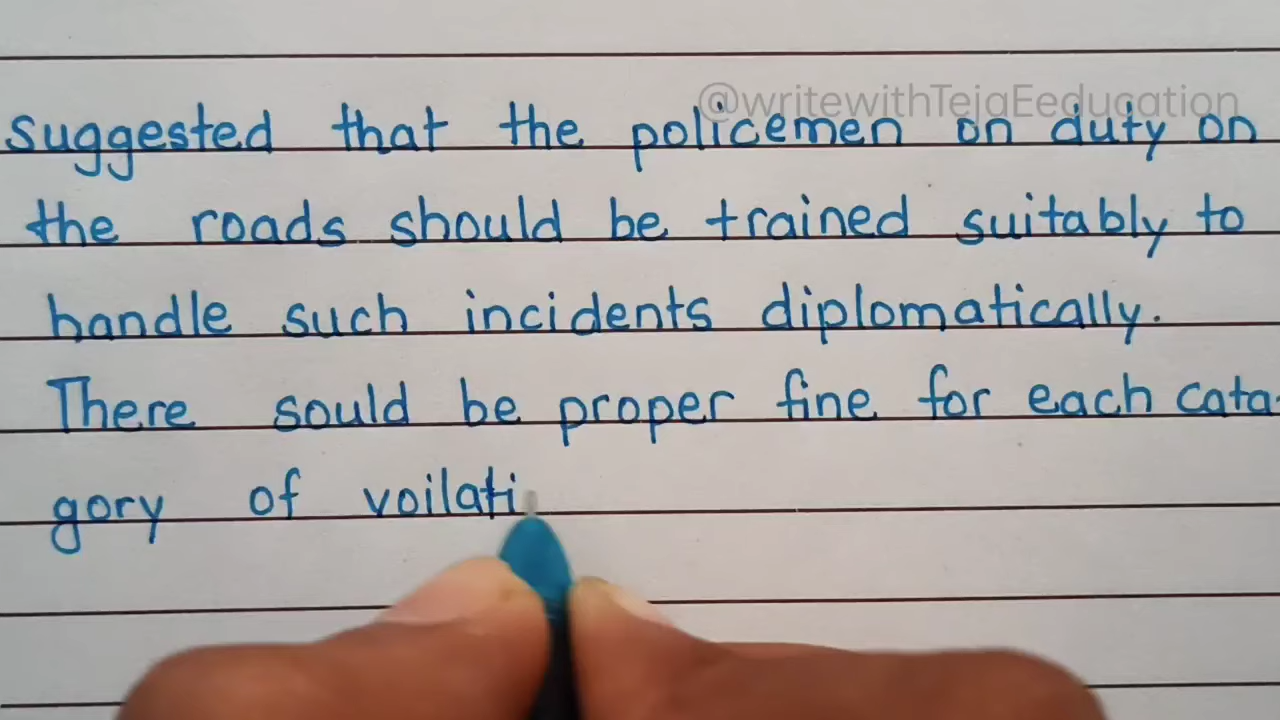 @writewithTejaEeducation
suggested that the policemen on duty on
the roads should be trained suitably to
handle such incidents diplomatically.
There sould be proper fine for each cata-
gory of voilati